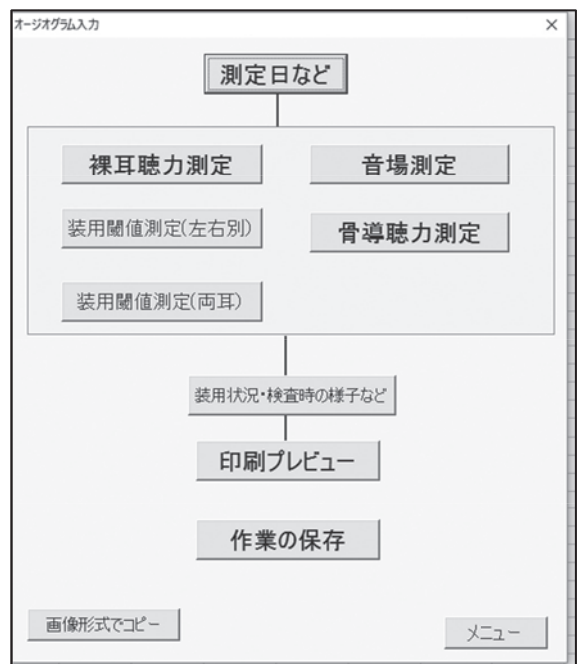 オージオグラム入力
測定日など
裸耳聴力測定
音場測定
装用閾値測定(左右別)
骨導聴力測定
装用閾値測定(両耳)
装用状況・検査時の様子など
印刷プレビュー
作業の保存
画像形式でコピー
メニュー